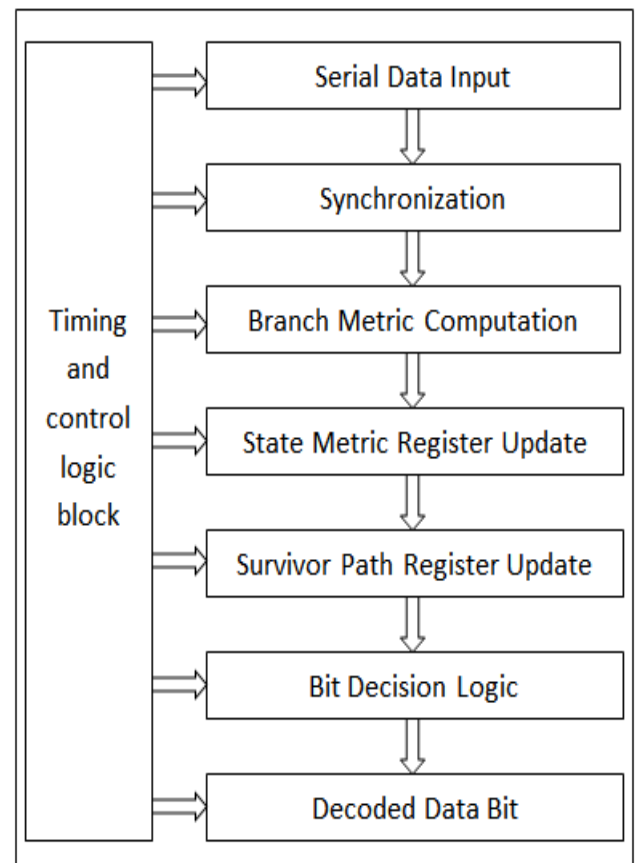 Serial Data Input
Synchronization
Branch Metric Computation
Timing
and
control
logic
block
State Metric Register Update
Survivor Path Register Update
Bit Decision Logic
Decoded Data Bit